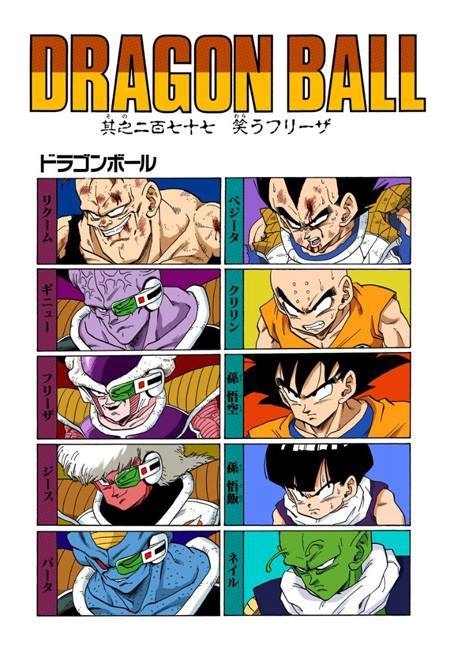 DRAGON BALL
其之二百七十七 笑うフリーザ
ドラゴンボール
リクーム
ベジータ
ギニュー
クリリン
フリーザ
孫悟空
ジース
孫悟飯
バータ
ネイル